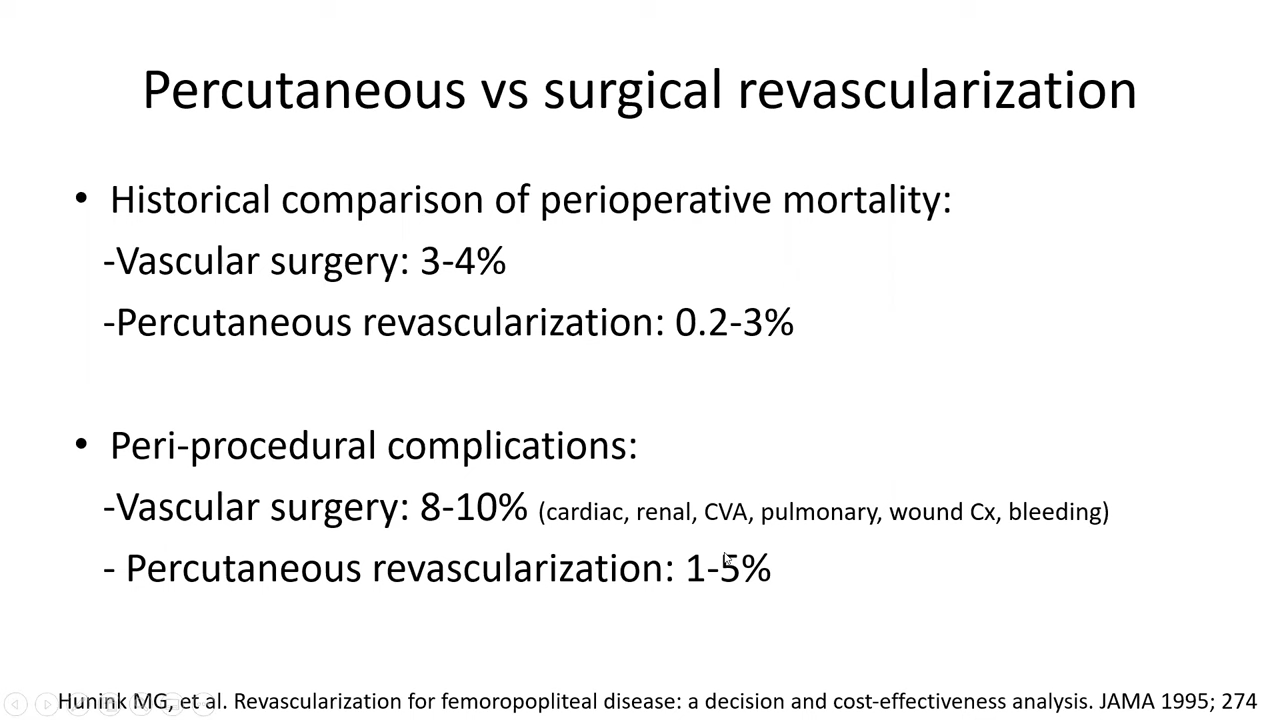 Percutaneous vs surgical revascularization
• Historical comparison of perioperative mortality:
-Vascular surgery: 3-4%
-Percutaneous revascularization: 0.2-3%
• Peri-procedural complications:
-Vascular surgery: 8-10% (cardiac, renal, CVA, pulmonary, wound Cx, bleeding)
- Percutaneous revascularization: 1-5%
Hunink MG, et al. Revascularization for femoropopliteal disease: a decision and cost-effectiveness analysis. JAMA 1995; 274